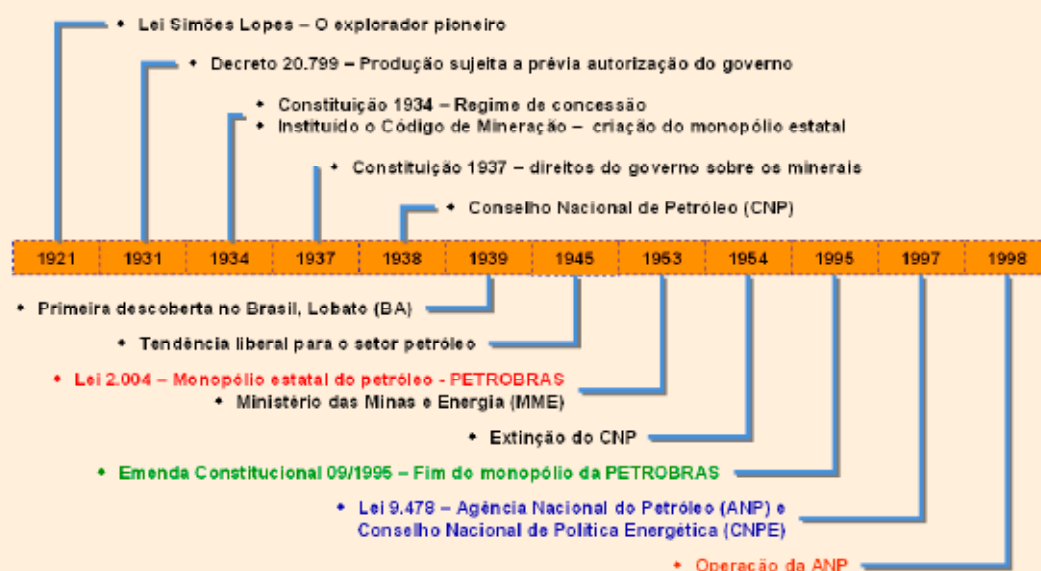 Lei Simões Lopes – O explorador pioneiro
Decreto 20.799 – Produção sujeita a prévia autorização do governo
Constituição 1934 – Regime de concessão
Instituído o Código de Mineração – criação do monopólio estatal
Constituição 1937 – direitos do governo sobre os minerais
Conselho Nacional de Petróleo (CNP)
1921 1931 1934 1937 1938 1939 1945 1953 1954 1995 1997 1998
Primeira descoberta no Brasil, Lobato (BA)
Tendência liberal para o setor petróleo
Lei 2.004 – Monopólio estatal do petróleo - PETROBRAS
Ministério das Minas e Energia (MME)
Extinção do CNP
Emenda Constitucional 09/1995 – Fim do monopólio da PETROBRAS
Lei 9.478 – Agência Nacional do Petróleo (ANP) e
Conselho Nacional de Política Energética (CNPE)
Operação da ANP